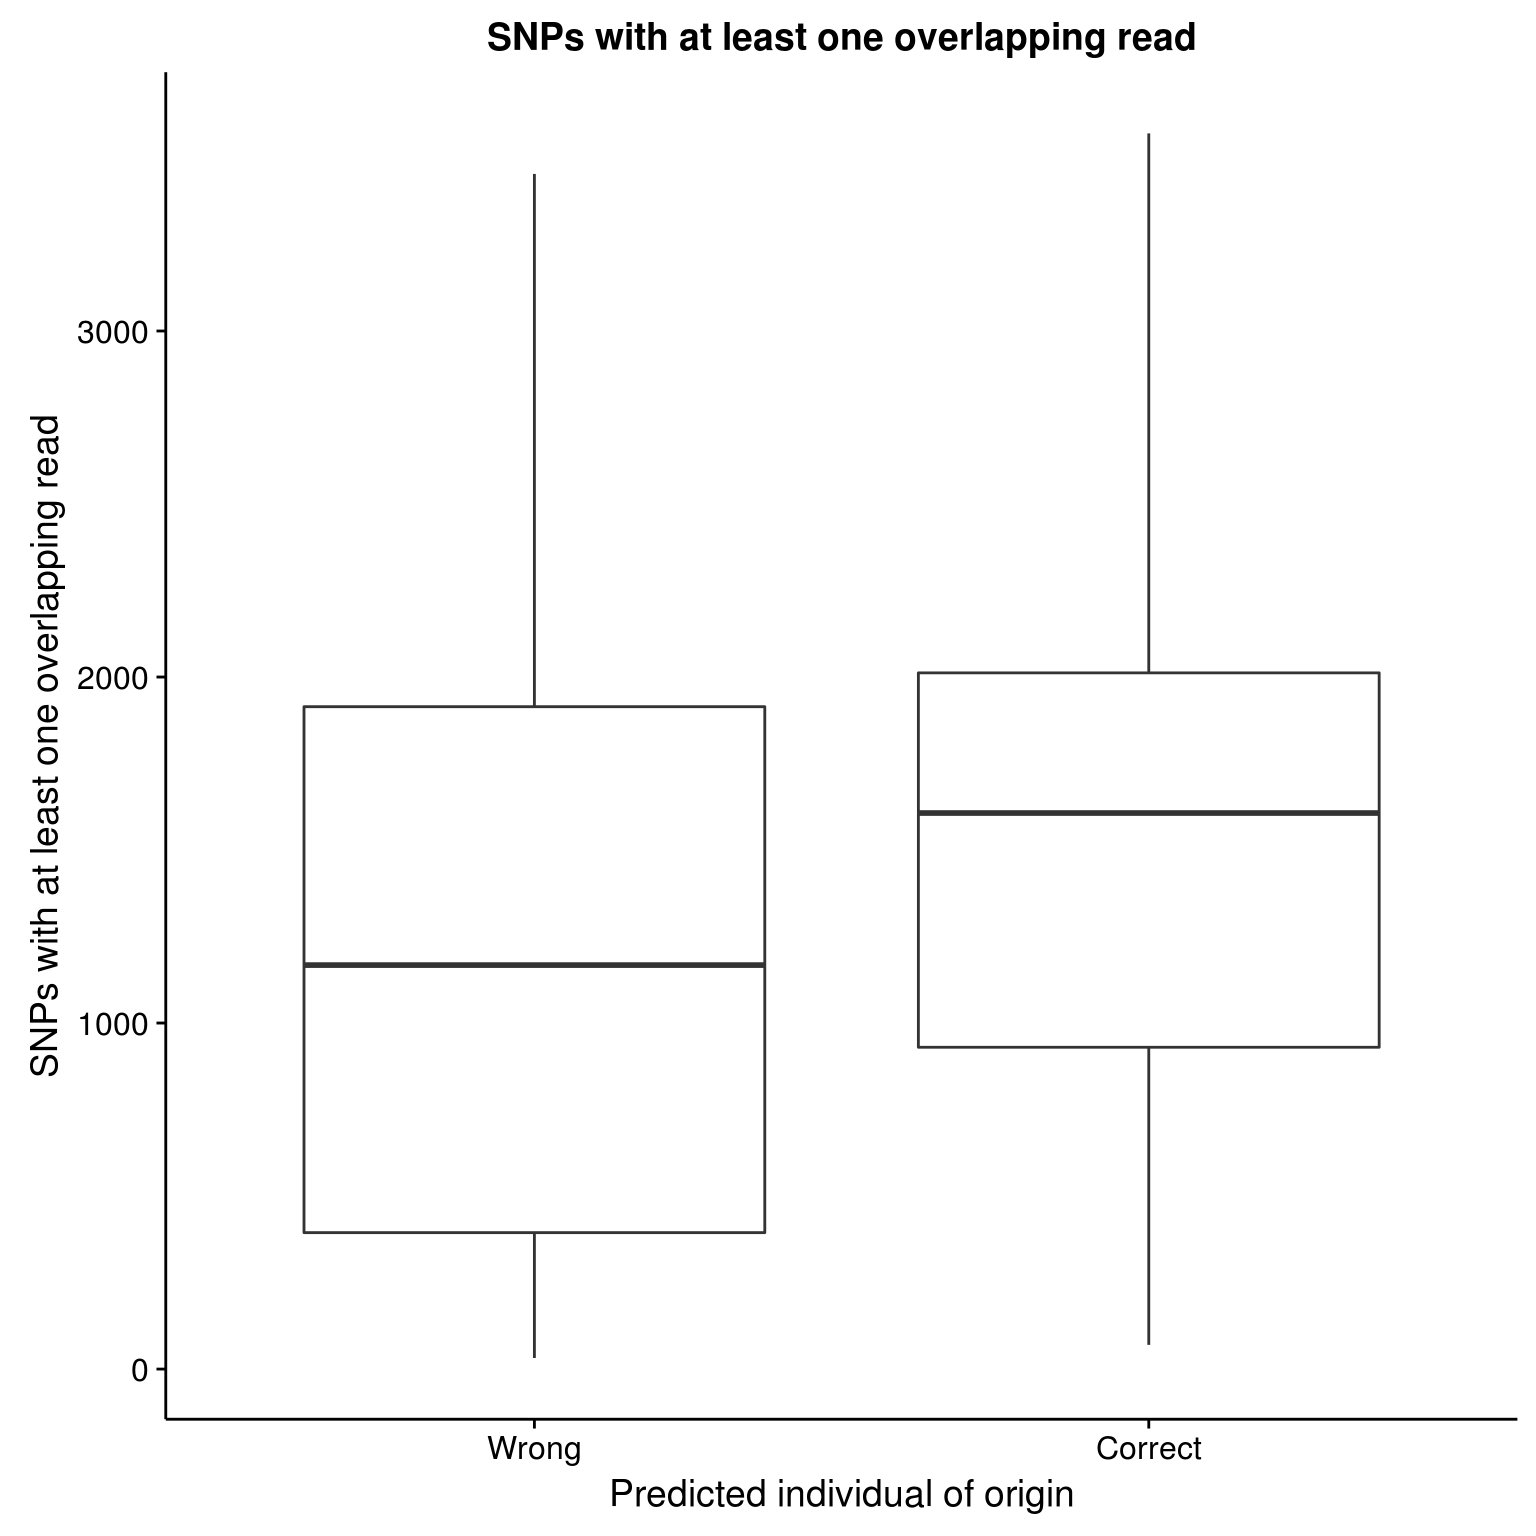 SNPs with at least one overlapping read
SNPs with at least one overlapping read
3000
2000
1000
0
Wrong
Correct
Predicted individual of origin